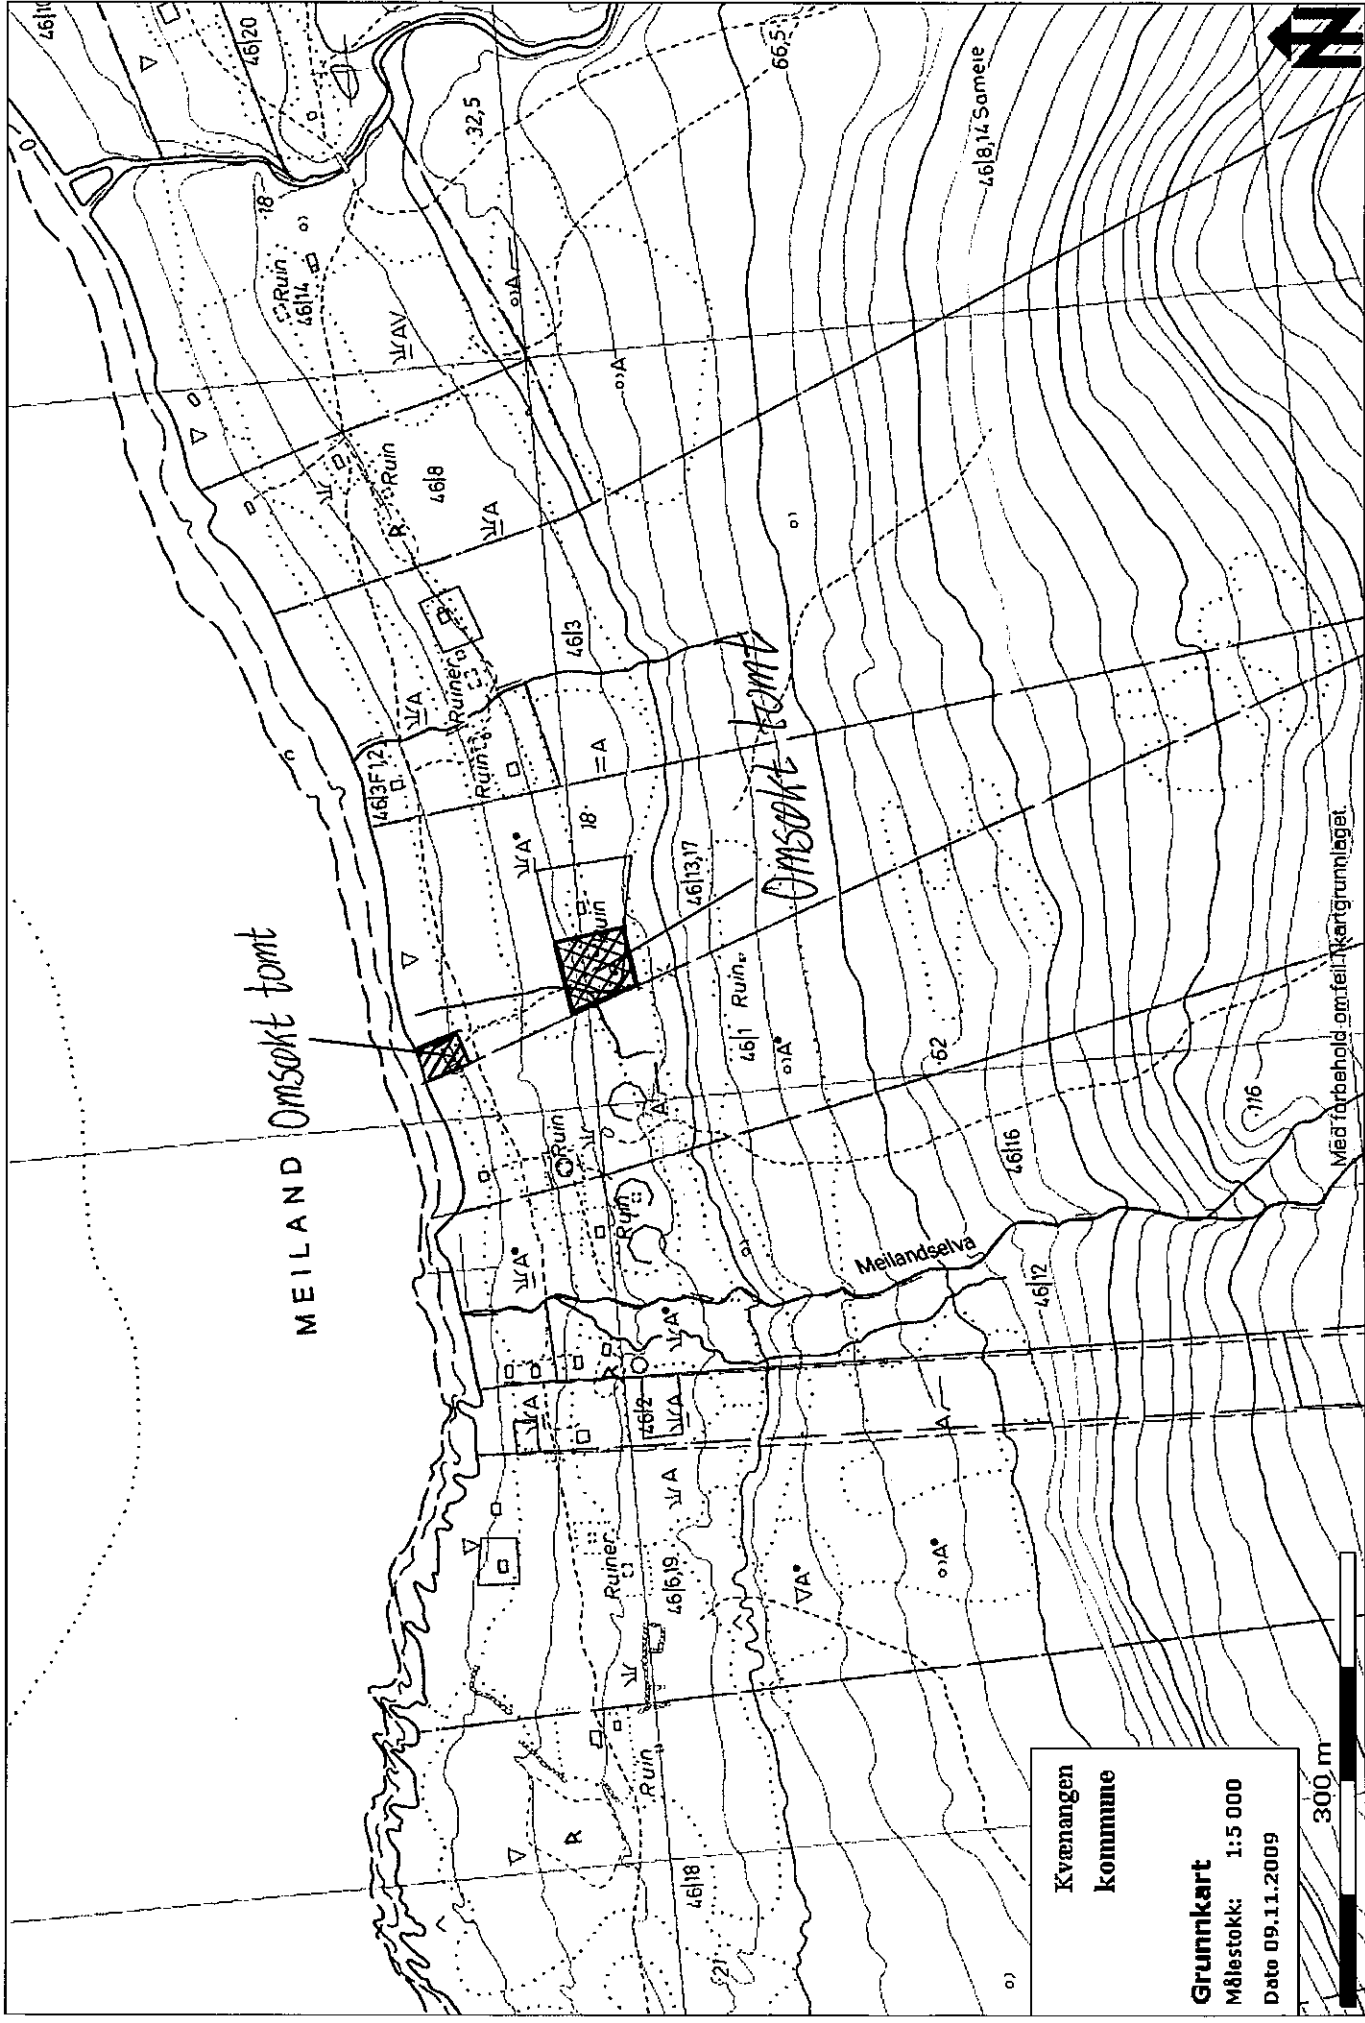 MEILAND
Omsøkt tomt
Omsøkt tomt
46|20
32,5
66,5
46|8,14 Sameie
18
Ruin
46|14
AV
A
A
Ruin
46|8
R
A
46|3
Ruiner
A
46|3F1,2
Ruin
A
18
A
46|13,17
Ruin
46|1
A
62
116
46|16
Ruin
A
Ruin
A
Meilandselva
46|12
A
R
A
46|2
A
A
A
46|6,19
Ruiner
A
A
R
Ruin
46|18
21
Med forbehold om feil i kartgrunnlaget.
Kvænangen
kommune
Grunnkart
Målestokk: 1:5 000
Dato 09.11.2009
300 m
N